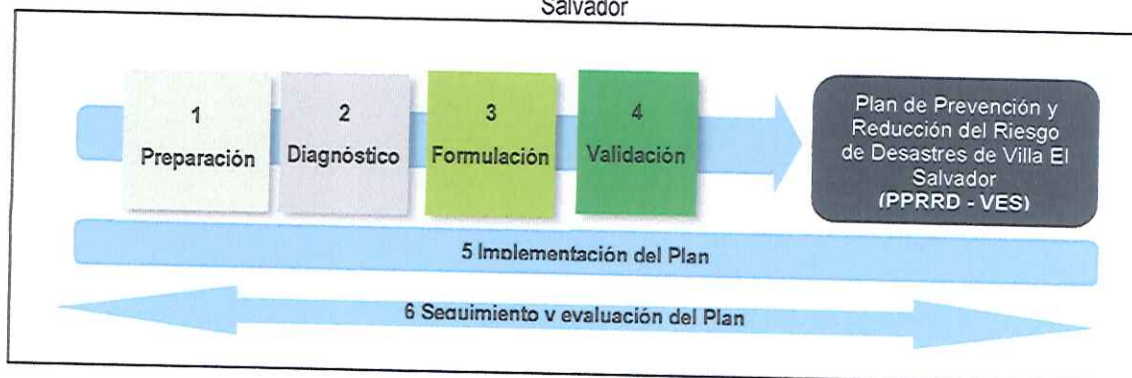 Salvador
1
Preparación
2
Diagnóstico
3
Formulación
4
Validación
Plan de Prevención y
Reducción del Riesgo
de Desastres de Villa El
Salvador
(PPRRD - VES)
5 Implementación del Plan
6 Seguimiento y evaluación del Plan